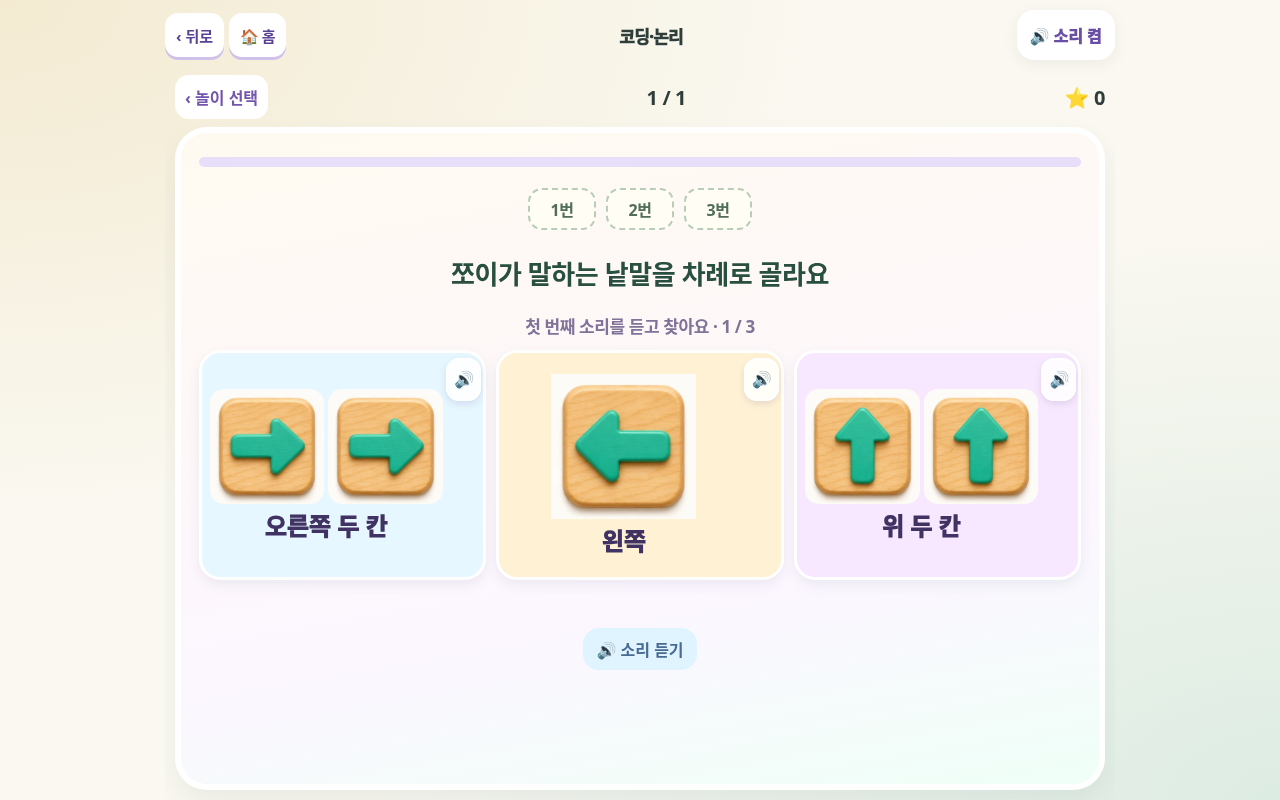 ‹ 뒤로
🏠 홈
코딩·논리
🔊 소리 켬
‹ 놀이 선택
1 / 1
⭐ 0
1번
2번
3번
쪼이가 말하는 낱말을 차례로 골라요
첫 번째 소리를 듣고 찾아요 · 1 / 3
오른쪽 두 칸
왼쪽
위 두 칸
🔊 소리 듣기